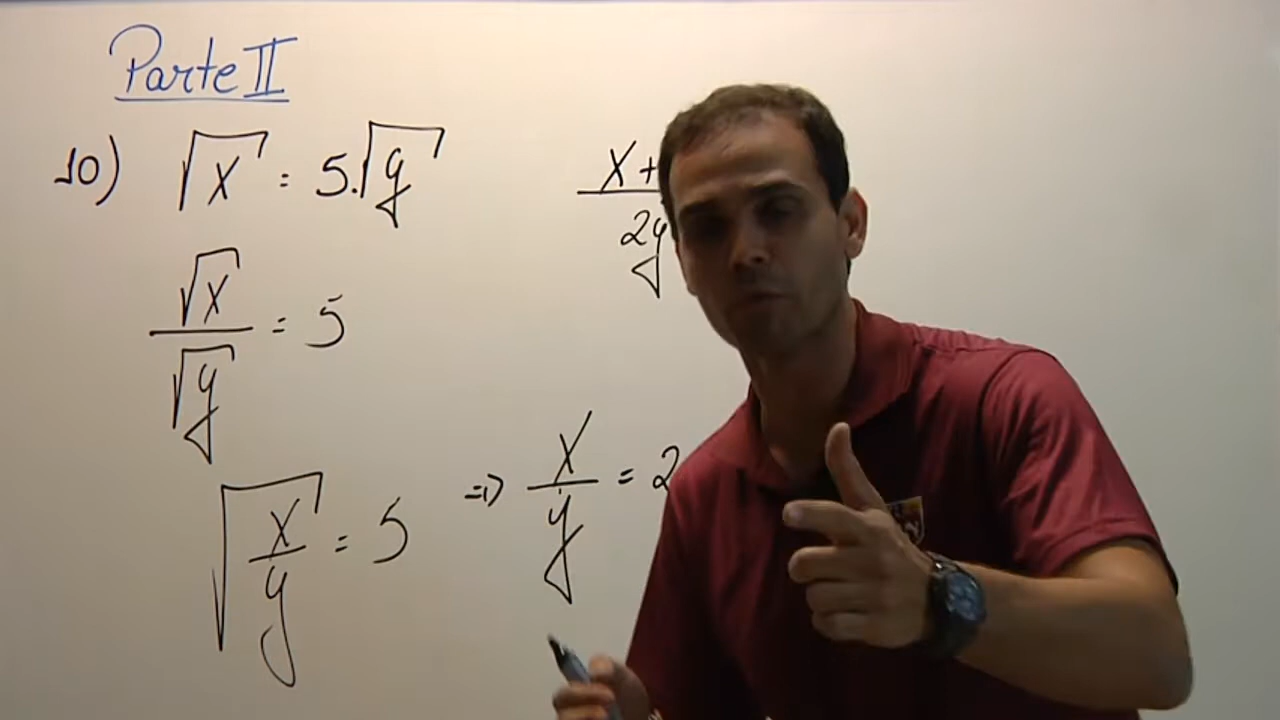 Parte II
10) √x = 5.√y
x+
2y
√x
/√y = 5
√(x/y) = 5
=> x/y = 2